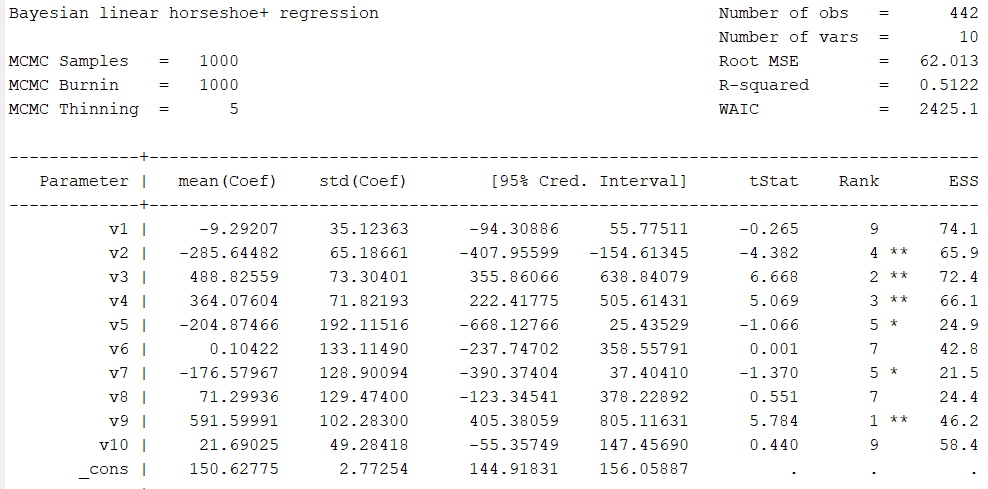 Bayesian linear horseshoe+ regression                                  Number of obs   =      442
                                                                       Number of vars  =       10
MCMC Samples   =   1000                                                Root MSE        =   62.013
MCMC Burnin    =   1000                                                R-squared       =   0.5122
MCMC Thinning  =      5                                                WAIC            =   2425.1
-------------+-----------------------------------------------------------------------------------
   Parameter |   mean(Coef)    std(Coef)        [95% Cred. Interval]      tStat    Rank       ESS
-------------+-----------------------------------------------------------------------------------
          v1 |     -9.29207     35.12363      -94.30886     55.77511     -0.265       9      74.1
          v2 |   -285.64482     65.18661     -407.95599   -154.61345     -4.382       4 **   65.9
          v3 |    488.82559     73.30401      355.86066    638.84079      6.668       2 **   72.4
          v4 |    364.07604     71.82193      222.41775    505.61431      5.069       3 **   66.1
          v5 |   -204.87466    192.11516     -668.12766     25.43529     -1.066       5 *    24.9
          v6 |      0.10422    133.11490     -237.74702    358.55791      0.001       7      42.8
          v7 |   -176.57967    128.90094     -390.37404     37.40410     -1.370       5 *    21.5
          v8 |     71.29936    129.47400     -123.34541    378.22892      0.551       7      24.4
          v9 |    591.59991    102.28300      405.38059    805.11631      5.784       1 **   46.2
         v10 |     21.69025     49.28418      -55.35749    147.45690      0.440       9      58.4
       _cons |    150.62775      2.77254      144.91831    156.05887          .       .         .